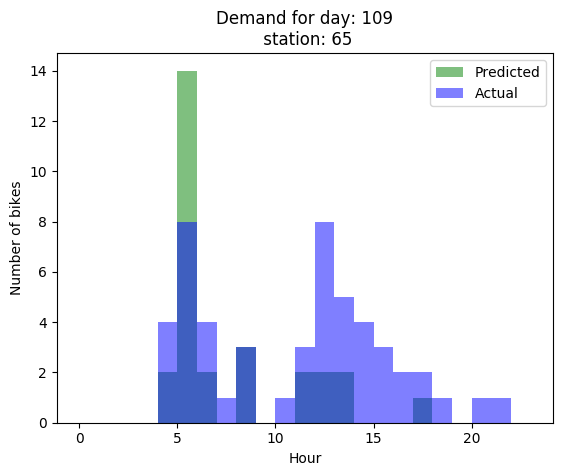 Demand for day: 109
station: 65
Predicted
Actual
Number of bikes
14
12
10
8
6
4
2
0
0 5 10 15 20
Hour